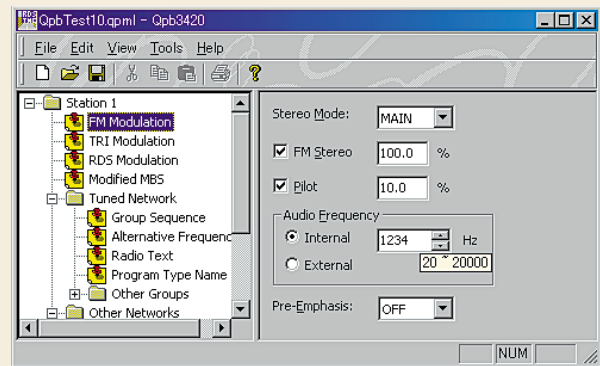 QpbTest10.qpml - Qpb3420
File Edit View Tools Help
Station 1
FM Modulation
TRI Modulation
RDS Modulation
Modified MBS
Tuned Network
Group Sequence
Alternative Frequenc
Radio Text
Program Type Name
Other Groups
Other Networks
Stereo Mode: MAIN
FM Stereo 100.0 %
Pilot 10.0 %
Audio Frequency
Internal 1234 Hz
External 20 ~ 20000
Pre-Emphasis: OFF
NUM